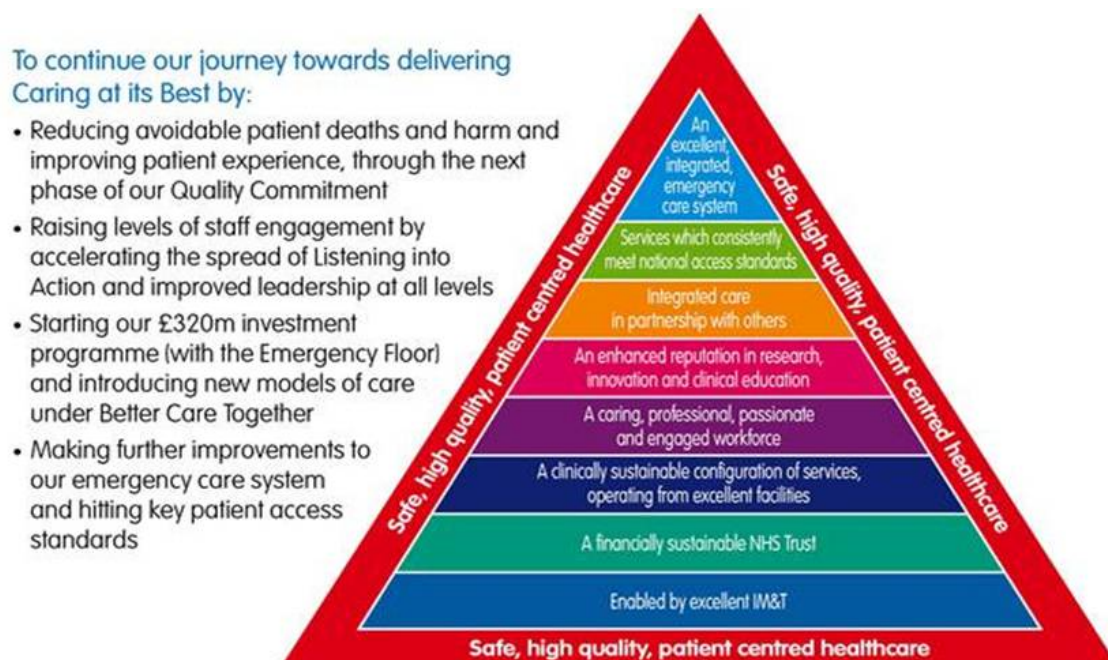 To continue our journey towards delivering
Caring at its Best by:
• Reducing avoidable patient deaths and harm and
improving patient experience, through the next
phase of our Quality Commitment
• Raising levels of staff engagement by
accelerating the spread of Listening into
Action and improved leadership at all levels
• Starting our £320m investment
programme (with the Emergency Floor)
and introducing new models of care
under Better Care Together
• Making further improvements to
our emergency care system
and hitting key patient access
standards
Safe, high quality, patient centred healthcare
Safe, high quality, patient centred healthcare
An
excellent,
integrated,
emergency
care system
Services which consistently
meet national access standards
Integrated care
in partnership with others
An enhanced reputation in research,
innovation and clinical education
A caring, professional, passionate
and engaged workforce
A clinically sustainable configuration of services,
operating from excellent facilities
A financially sustainable NHS Trust
Enabled by excellent IM&T
Safe, high quality, patient centred healthcare